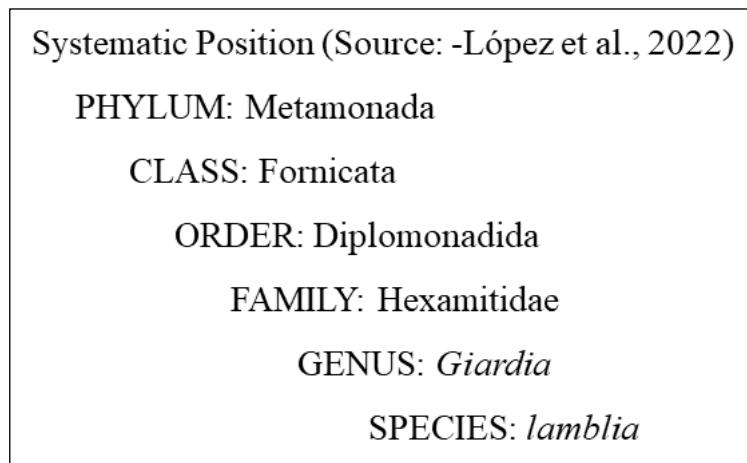 Systematic Position (Source: -López et al., 2022)
PHYLUM: Metamonada
CLASS: Fornicata
ORDER: Diplomonadida
FAMILY: Hexamitidae
GENUS: Giardia
SPECIES: lamblia